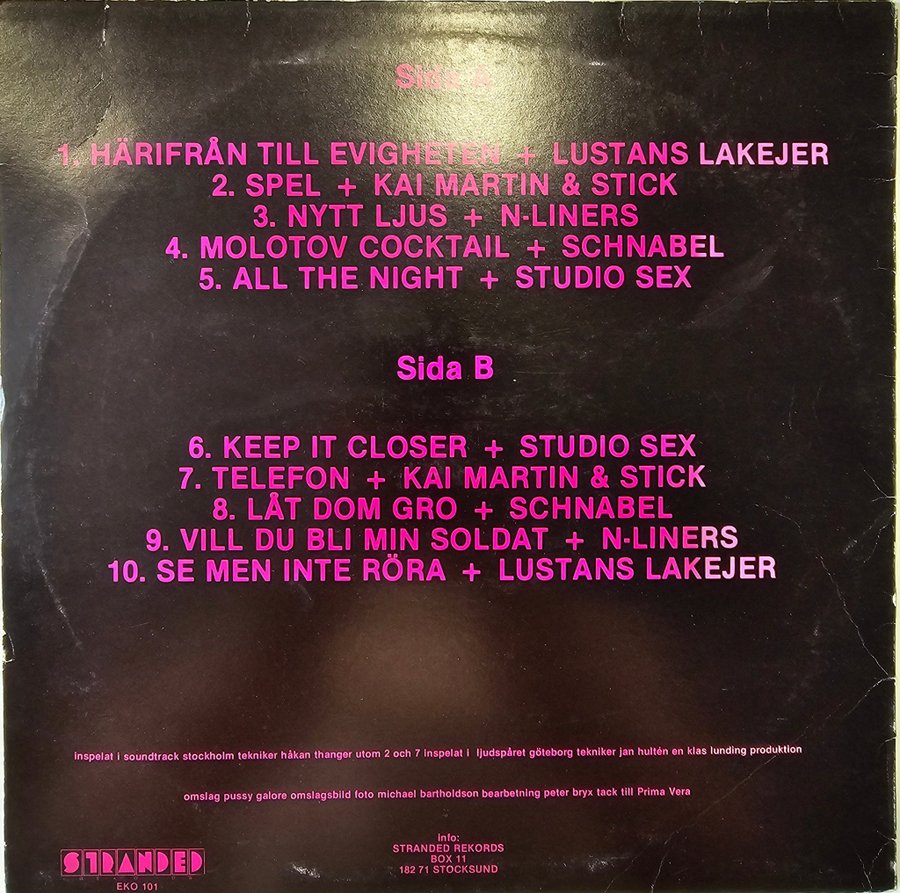 Sida A
1. HÄRIFRÅN TILL EVIGHETEN + LUSTANS LAKEJER
2. SPEL + KAI MARTIN & STICK
3. NYTT LJUS + N-LINERS
4. MOLOTOV COCKTAIL + SCHNABEL
5. ALL THE NIGHT + STUDIO SEX
Sida B
6. KEEP IT CLOSER + STUDIO SEX
7. TELEFON + KAI MARTIN & STICK
8. LÅT DOM GRO + SCHNABEL
9. VILL DU BLI MIN SOLDAT + N-LINERS
10. SE MEN INTE RÖRA + LUSTANS LAKEJER
inspelat i soundtrack stockholm tekniker håkan thanger utom 2 och 7 inspelat i ljudspåret göteborg tekniker jan hultén en klas lunding produktion
omslag pussy galore omslagsbild foto michael bartholdson bearbetning peter bryx tack till Prima Vera
info:
STRANDED REKORDS
BOX 11
182 71 STOCKSUND
STRANDED
EKO 101